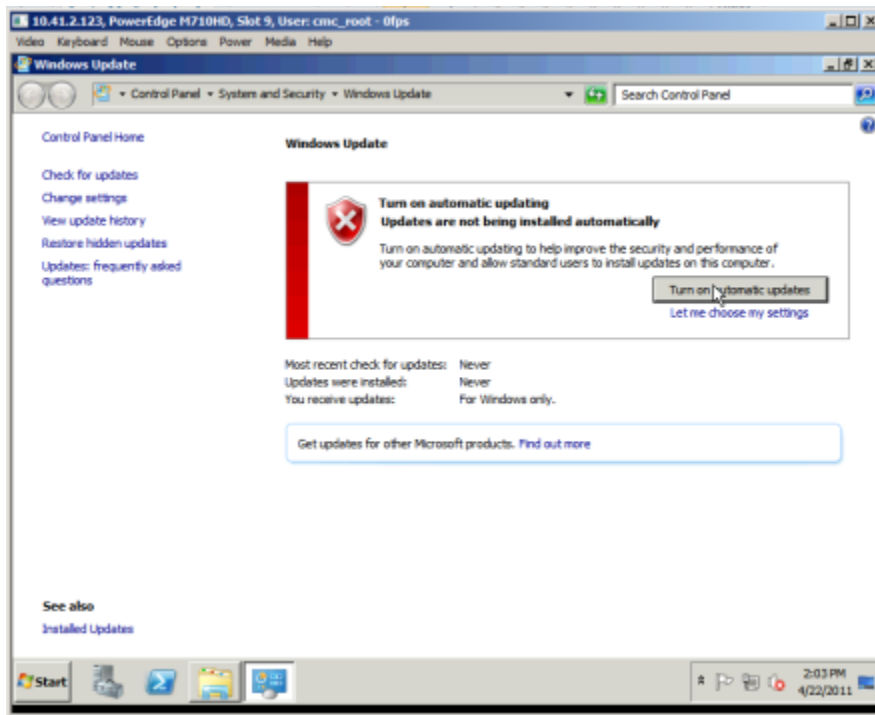 10.41.2.123, PowerEdge M710HD, Slot 9, User: cmc_root - 0fps
Video Keyboard Mouse Options Power Media Help
Windows Update
Control Panel System and Security Windows Update
Search Control Panel
Control Panel Home
Check for updates
Change settings
View update history
Restore hidden updates
Updates: frequently asked
questions
Windows Update
Turn on automatic updating
Updates are not being installed automatically
Turn on automatic updating to help improve the security and performance of
your computer and allow standard users to install updates on this computer.
Turn on automatic updates
Let me choose my settings
Most recent check for updates: Never
Updates were installed: Never
You receive updates: For Windows only.
Get updates for other Microsoft products. Find out more
See also
Installed Updates
Start
2:03 PM
4/22/2011